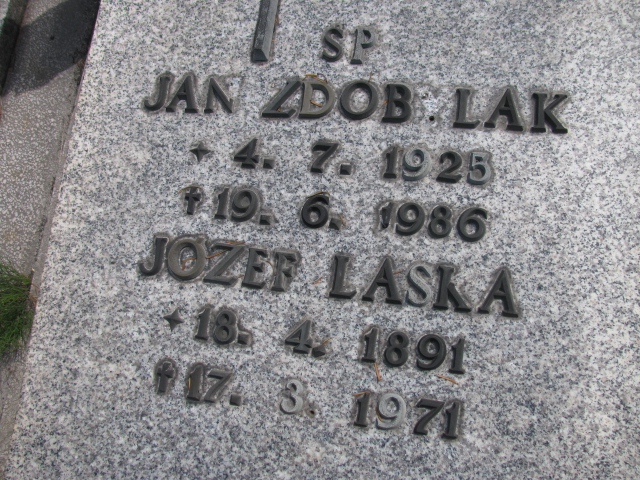 SP
JAN ZDOB LAK
✦ 4. 7. 1925
✝ 19. 6. 1986
JOZEF LASKA
✦ 18. 4. 1891
✝ 17. 3. 1971